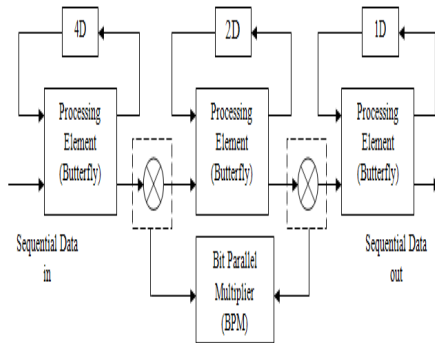 4D
2D
1D
Processing
Element
(Butterfly)
Processing
Element
(Butterfly)
Processing
Element
(Butterfly)
Sequential Data
in
Bit Parallel
Multiplier
(BPM)
Sequential Data
out